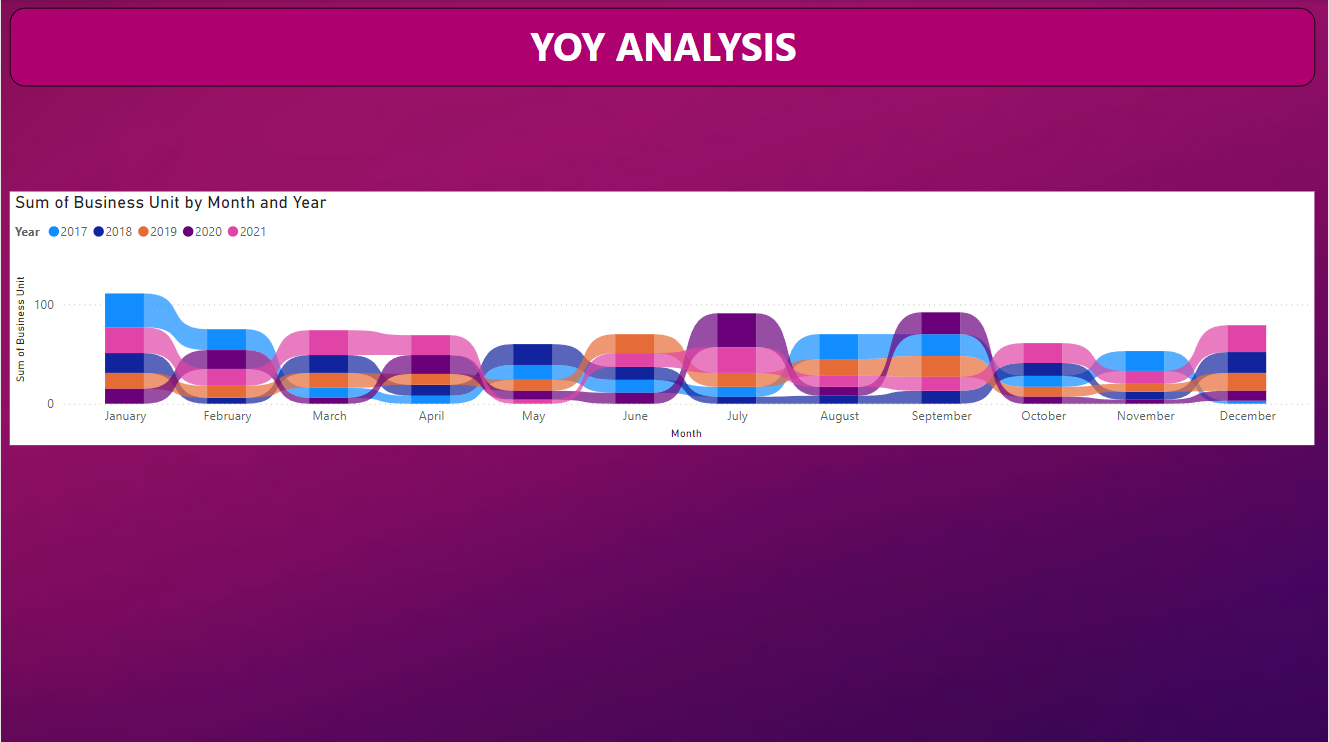 YOY ANALYSIS
Sum of Business Unit by Month and Year
Year 2017 2018 2019 2020 2021
Sum of Business Unit
100
0
January February March April May June July August September October November December
Month